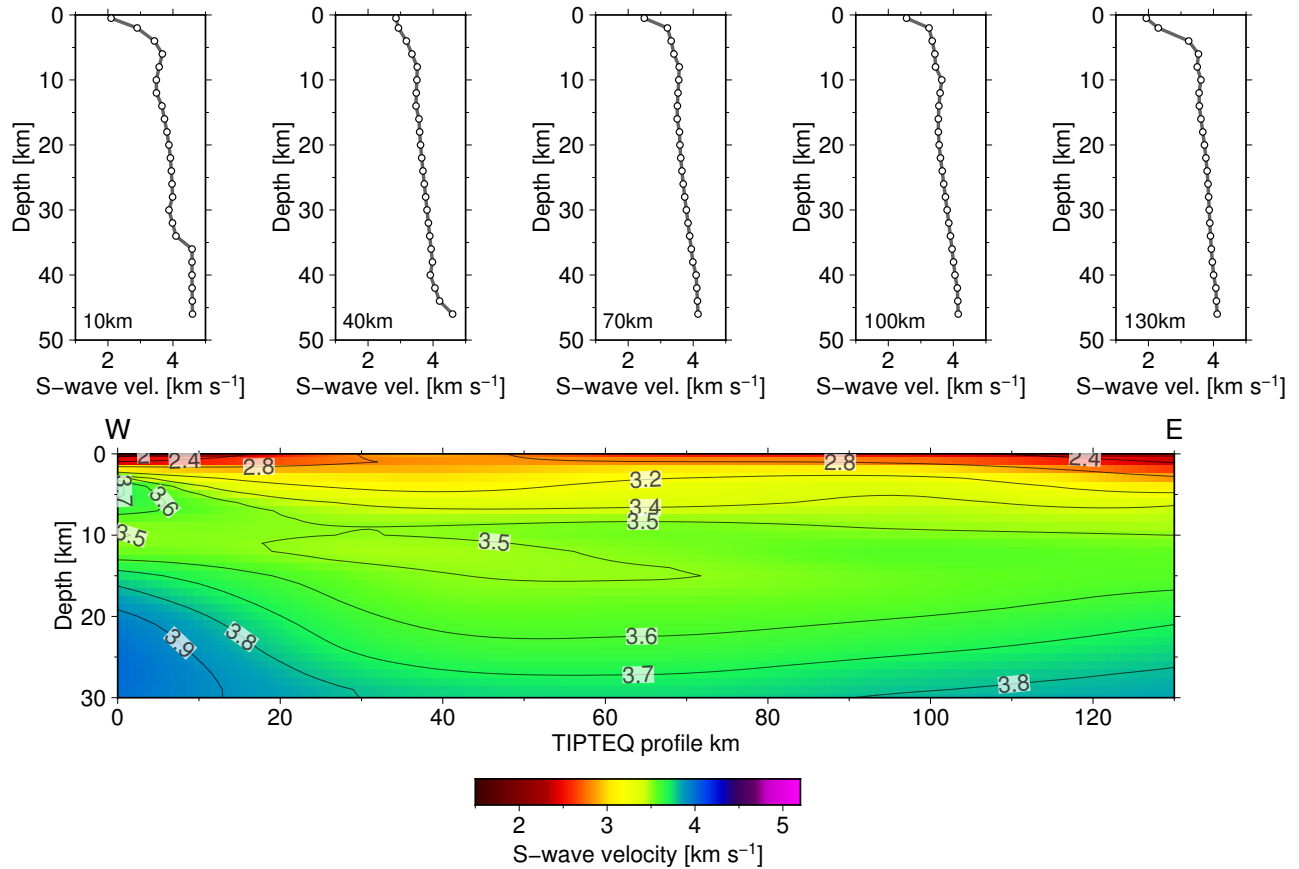 0
10
20
30
40
50
Depth [km]
2 4
S−wave vel. [km s−1]
10km
0
10
20
30
40
50
Depth [km]
2 4
S−wave vel. [km s−1]
40km
0
10
20
30
40
50
Depth [km]
2 4
S−wave vel. [km s−1]
70km
0
10
20
30
40
50
Depth [km]
2 4
S−wave vel. [km s−1]
100km
0
10
20
30
40
50
Depth [km]
2 4
S−wave vel. [km s−1]
130km
W E
0
10
20
30
Depth [km]
2 2.4 2.8 2.8 2.4
3.2
3.7 3.6 3.4
3.5
3.5 3.5
3.6
3.8
3.9 3.7
3.8
0 20 40 60 80 100 120
TIPTEQ profile km
2 3 4 5
S−wave velocity [km s−1]